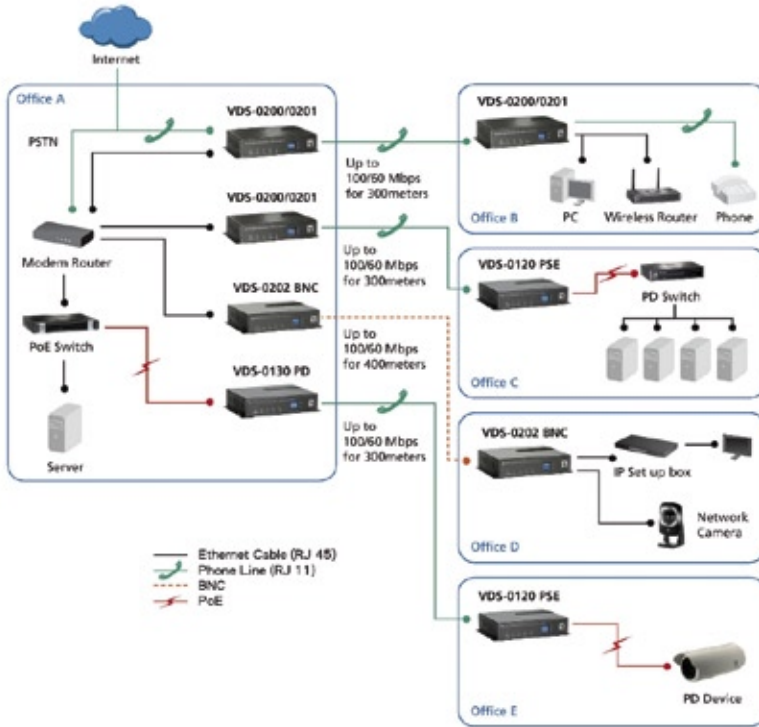 Internet
Office A
VDS-0200/0201
VDS-0200/0201
PSTN
Up to
100/60 Mbps
for 300meters
PC
Wireless Router
Phone
Office B
VDS-0200/0201
Modem Router
Up to
100/60 Mbps
for 300meters
VDS-0120 PSE
PD Switch
VDS-0202 BNC
PoE Switch
Up to
100/60 Mbps
for 400meters
Office C
VDS-0130 PD
Up to
100/60 Mbps
for 300meters
VDS-0202 BNC
IP Set up box
Server
Network
Camera
Office D
Ethernet Cable (RJ 45)
Phone Line (RJ 11)
BNC
PoE
VDS-0120 PSE
PD Device
Office E